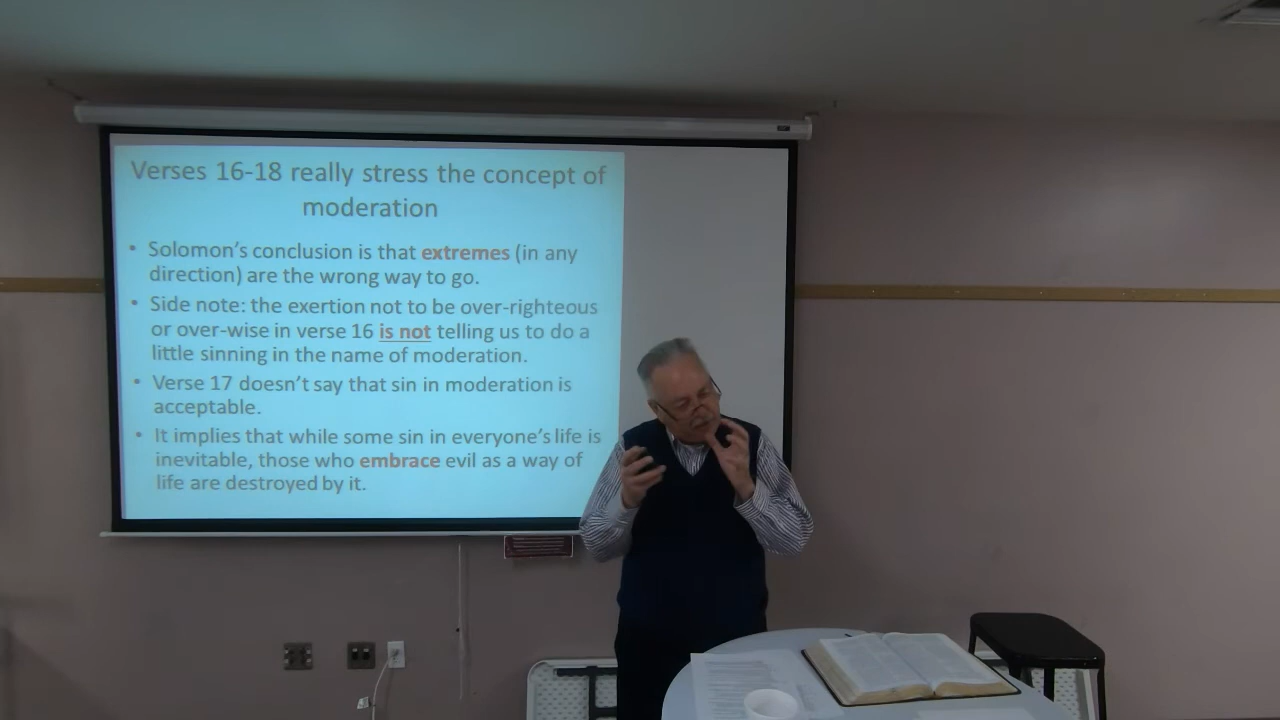 Verses 16-18 really stress the concept of
moderation
• Solomon's conclusion is that extremes (in any
direction) are the wrong way to go.
• Side note: the exertion not to be over-righteous
or over-wise in verse 16 is not telling us to do a
little sinning in the name of moderation.
• Verse 17 doesn't say that sin in moderation is
acceptable.
• It implies that while some sin in everyone's life is
inevitable, those who embrace evil as a way of
life are destroyed by it.